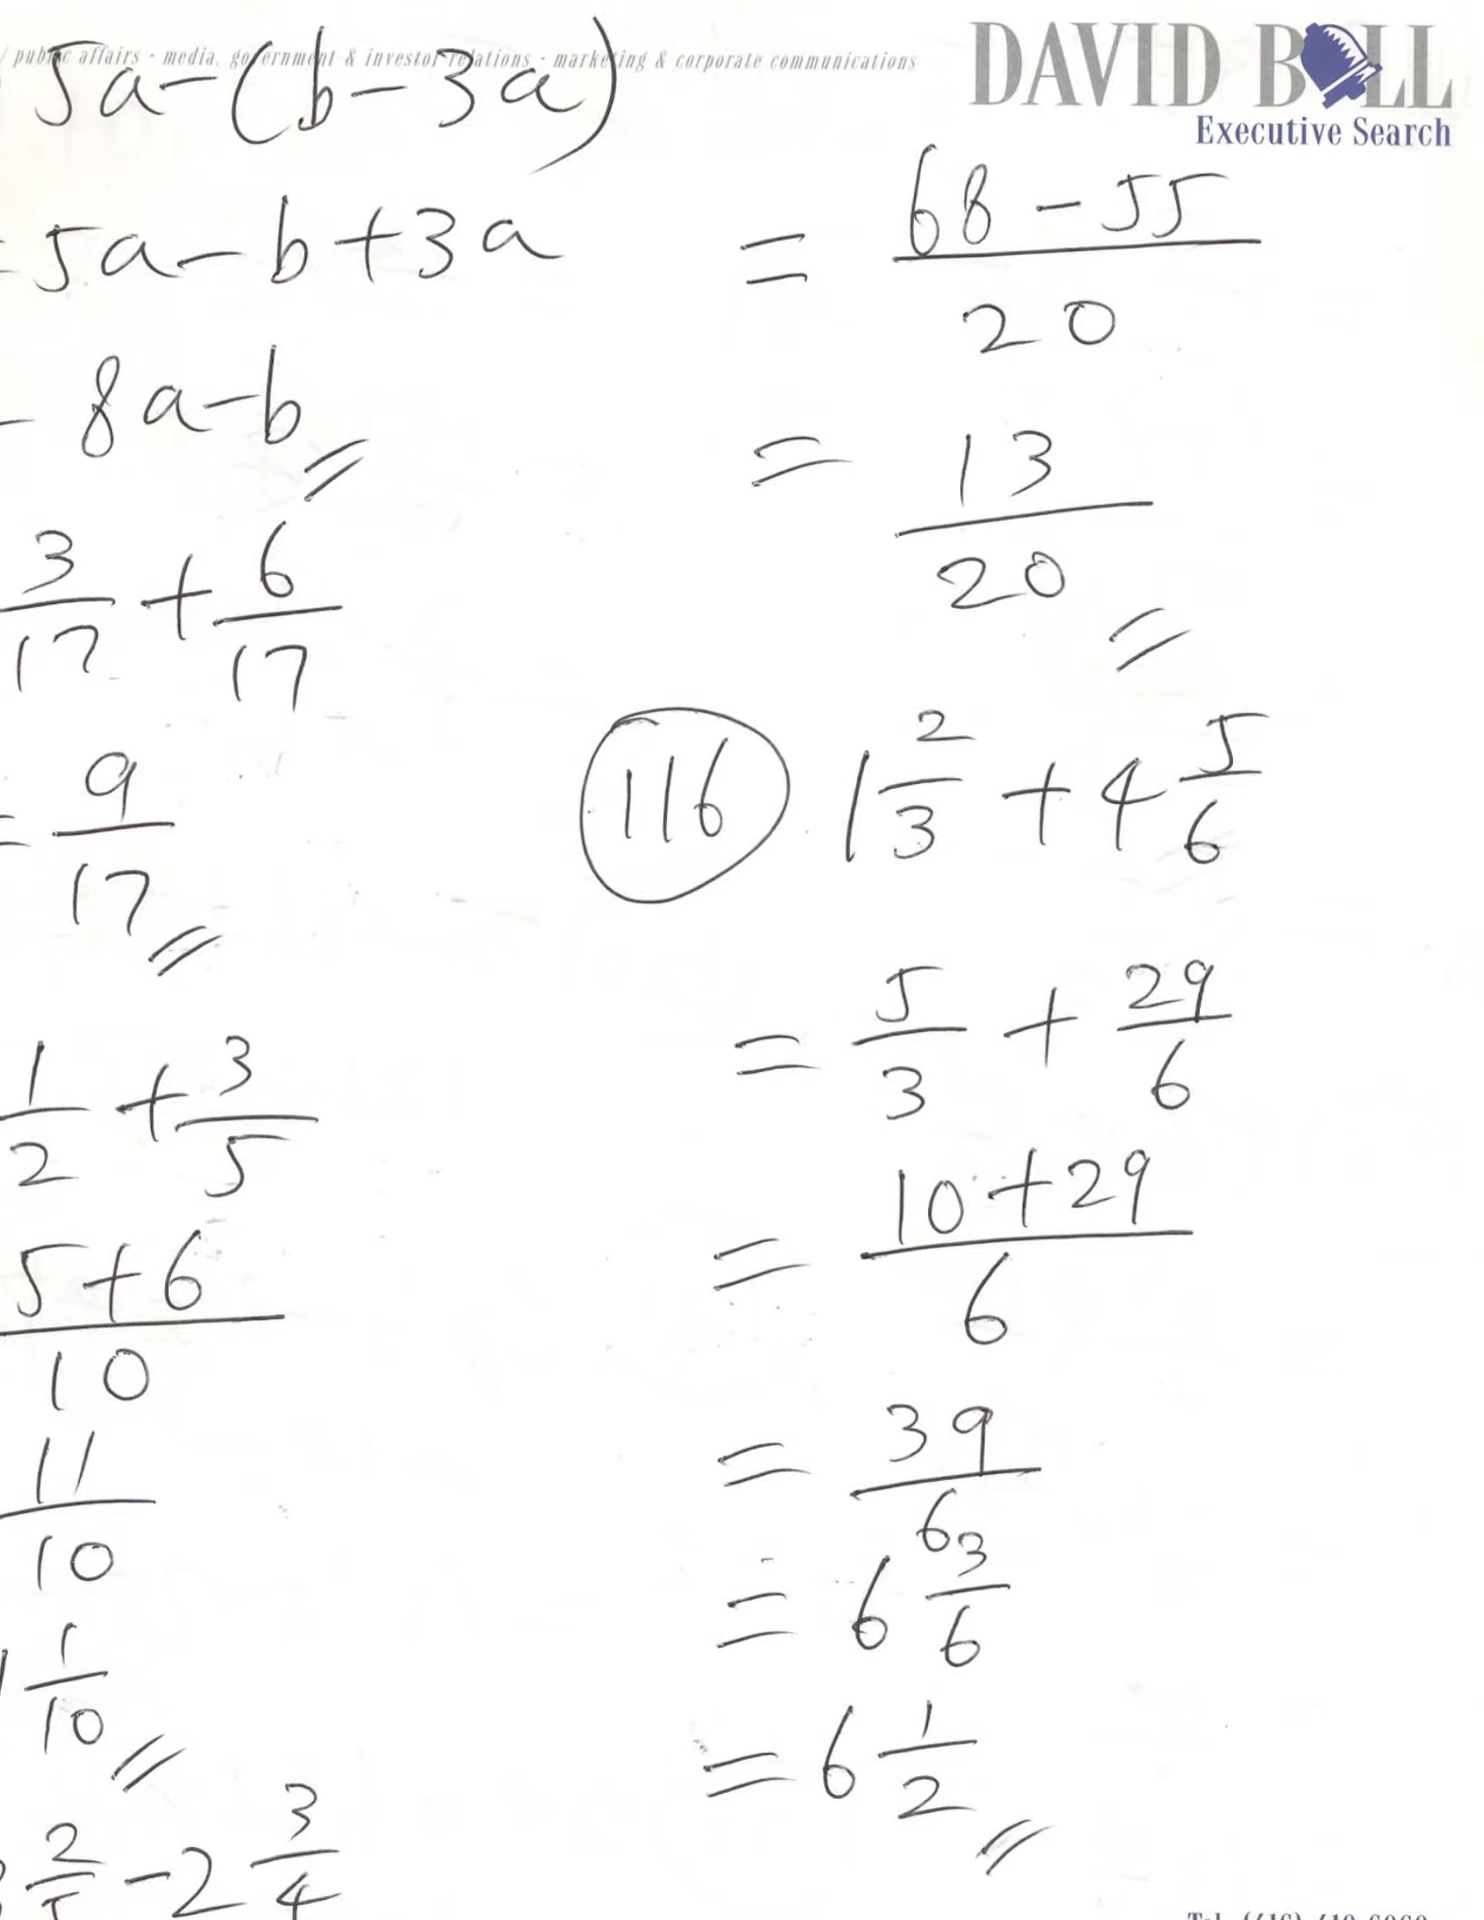 / public affairs · media, government & investor relations · marketing & corporate communications
DAVID BELL
Executive Search
5a-(b-3a)
=5a-b+3a
= 8a-b
3/17 + 6/17
= 9/17
1/2 + 3/5
5+6/10
11/10
1 1/10
3 2/5 - 2 3/4
= 68-55/20
= 13/20
116 1 2/3 + 4 5/6
= 5/3 + 29/6
= 10+29/6
= 39/6
= 6 3/6
= 6 1/2